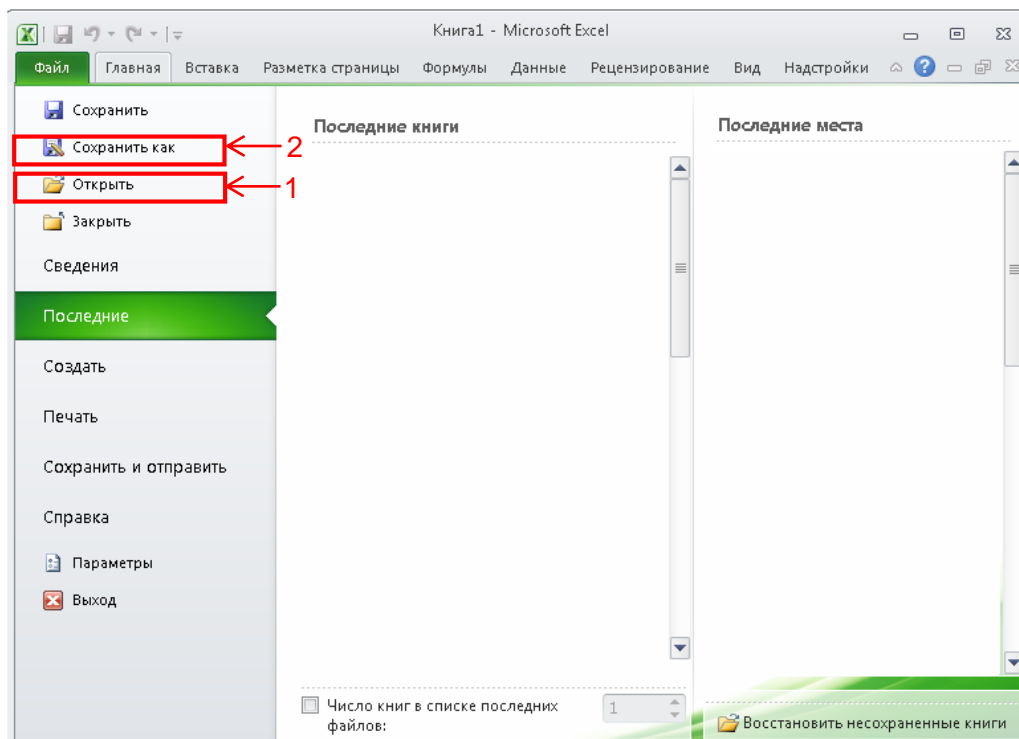 Книга1 - Microsoft Excel
Файл Главная Вставка Разметка страницы Формулы Данные Рецензирование Вид Надстройки
Сохранить
Сохранить как
2
Открыть
1
Закрыть
Сведения
Последние
Создать
Печать
Сохранить и отправить
Справка
Параметры
Выход
Последние книги
Число книг в списке последних
файлов:
1
Последние места
Восстановить несохраненные книги